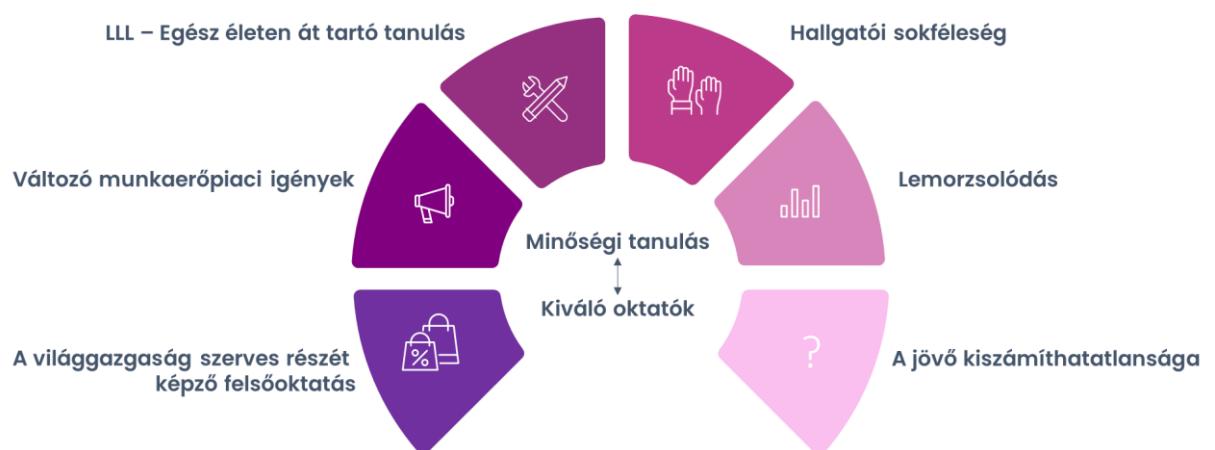 LLL – Egész életen át tartó tanulás
Hallgatói sokféleség
Változó munkaerőpiaci igények
Lemorzsolódás
Minőségi tanulás
Kiváló oktatók
A világgazgaság szerves részét
képző felsőoktatás
%
?
A jövő kiszámíthatatlansága